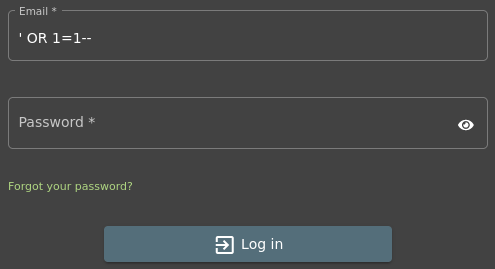 Email *
' OR 1=1--
Password *
Forgot your password?
Log in